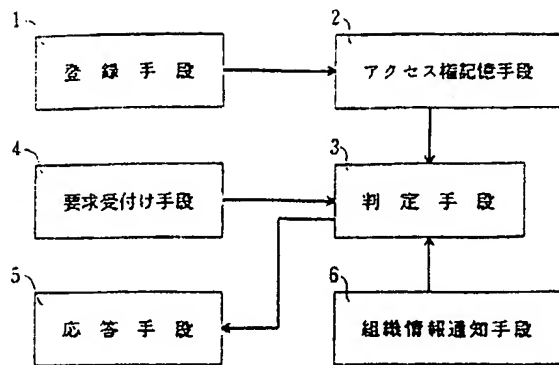 1
登録手段
2
アクセス権記憶手段
4
要求受付け手段
3
判定手段
5
応答手段
6
組織情報通知手段